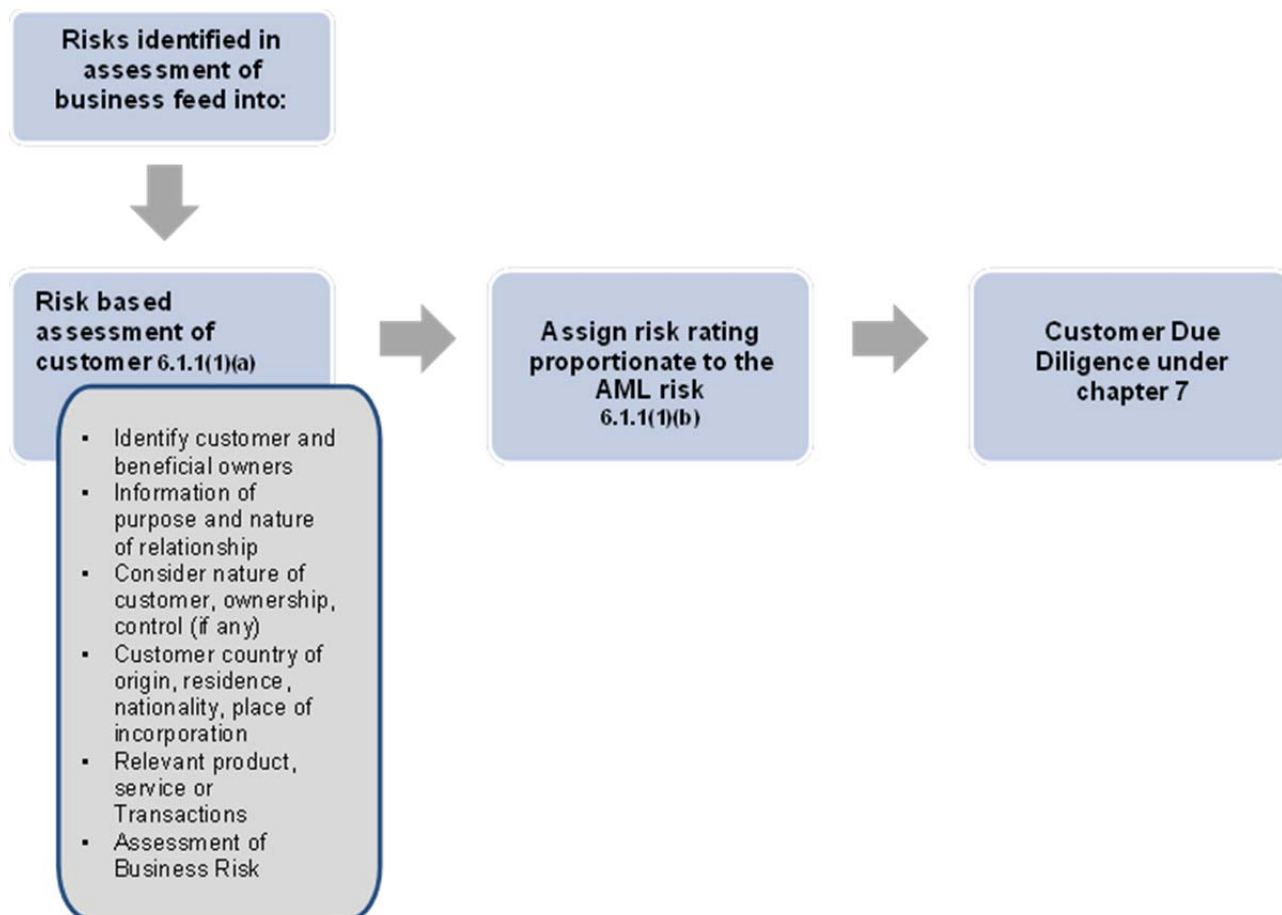 Risks identified in
assessment of
business feed into:
Risk based
assessment of
customer 6.1.1(1)(a)
▪ Identify customer and
beneficial owners
▪ Information of
purpose and nature
of relationship
▪ Consider nature of
customer, ownership,
control (if any)
▪ Customer country of
origin, residence,
nationality, place of
incorporation
▪ Relevant product,
service or
Transactions
▪ Assessment of
Business Risk
Assign risk rating
proportionate to the
AML risk
6.1.1(1)(b)
Customer Due
Diligence under
chapter 7